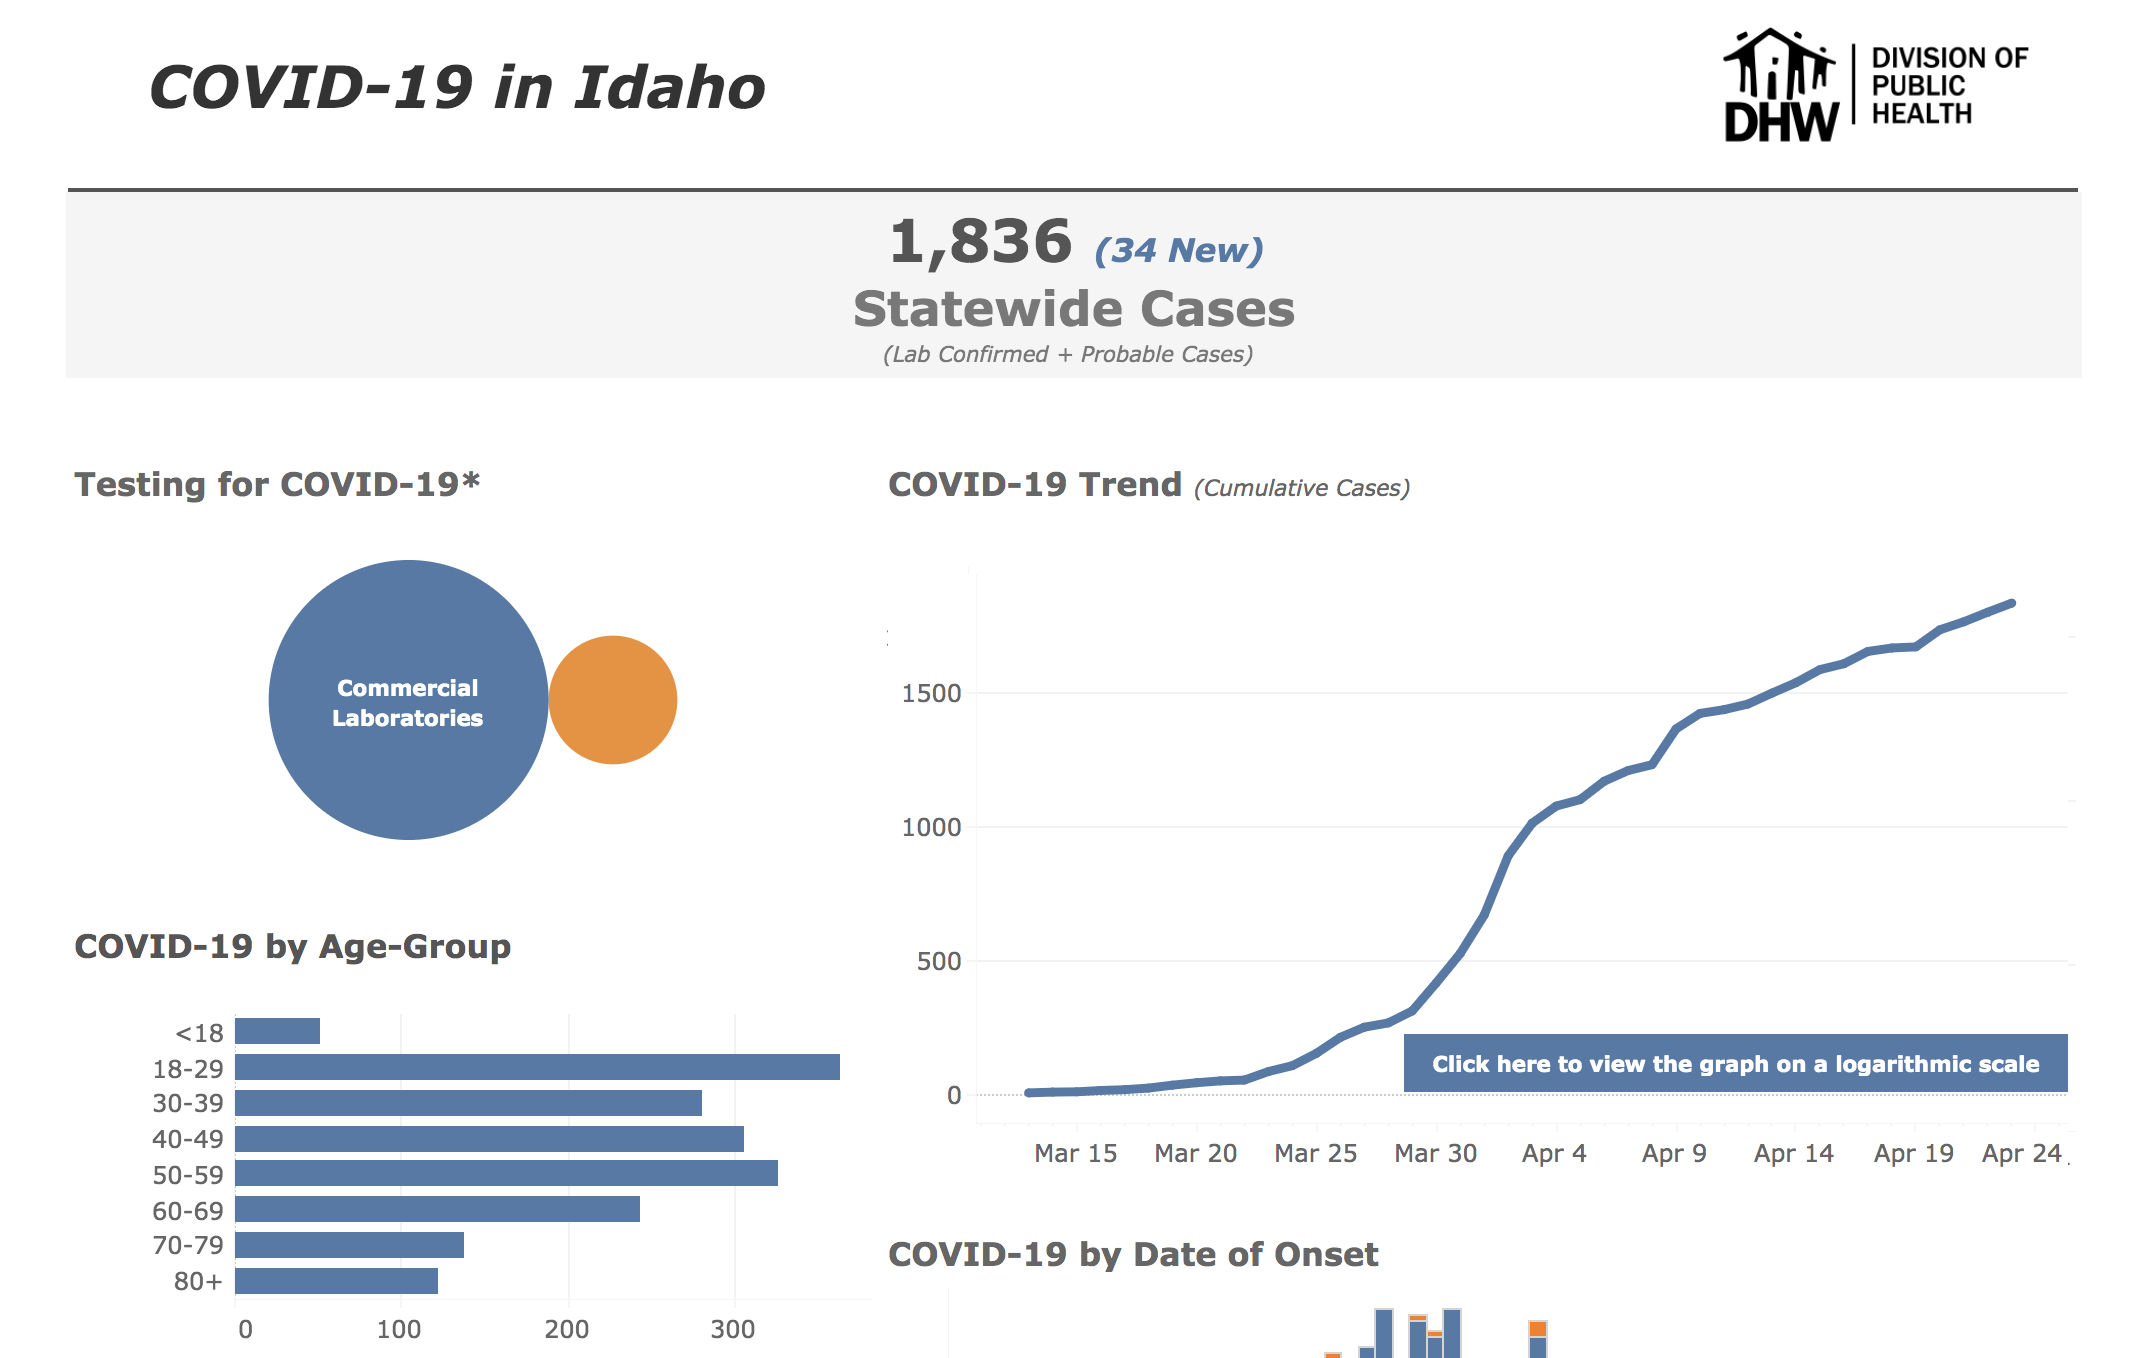 COVID-19 in Idaho
DHW
DIVISION OF
PUBLIC
HEALTH
1,836 (34 New)
Statewide Cases
(Lab Confirmed + Probable Cases)
Testing for COVID-19*
Commercial
Laboratories
COVID-19 by Age-Group
<18
18-29
30-39
40-49
50-59
60-69
70-79
80+
0 100 200 300
COVID-19 Trend (Cumulative Cases)
1500
1000
500
0
Click here to view the graph on a logarithmic scale
Mar 15 Mar 20 Mar 25 Mar 30 Apr 4 Apr 9 Apr 14 Apr 19 Apr 24
COVID-19 by Date of Onset